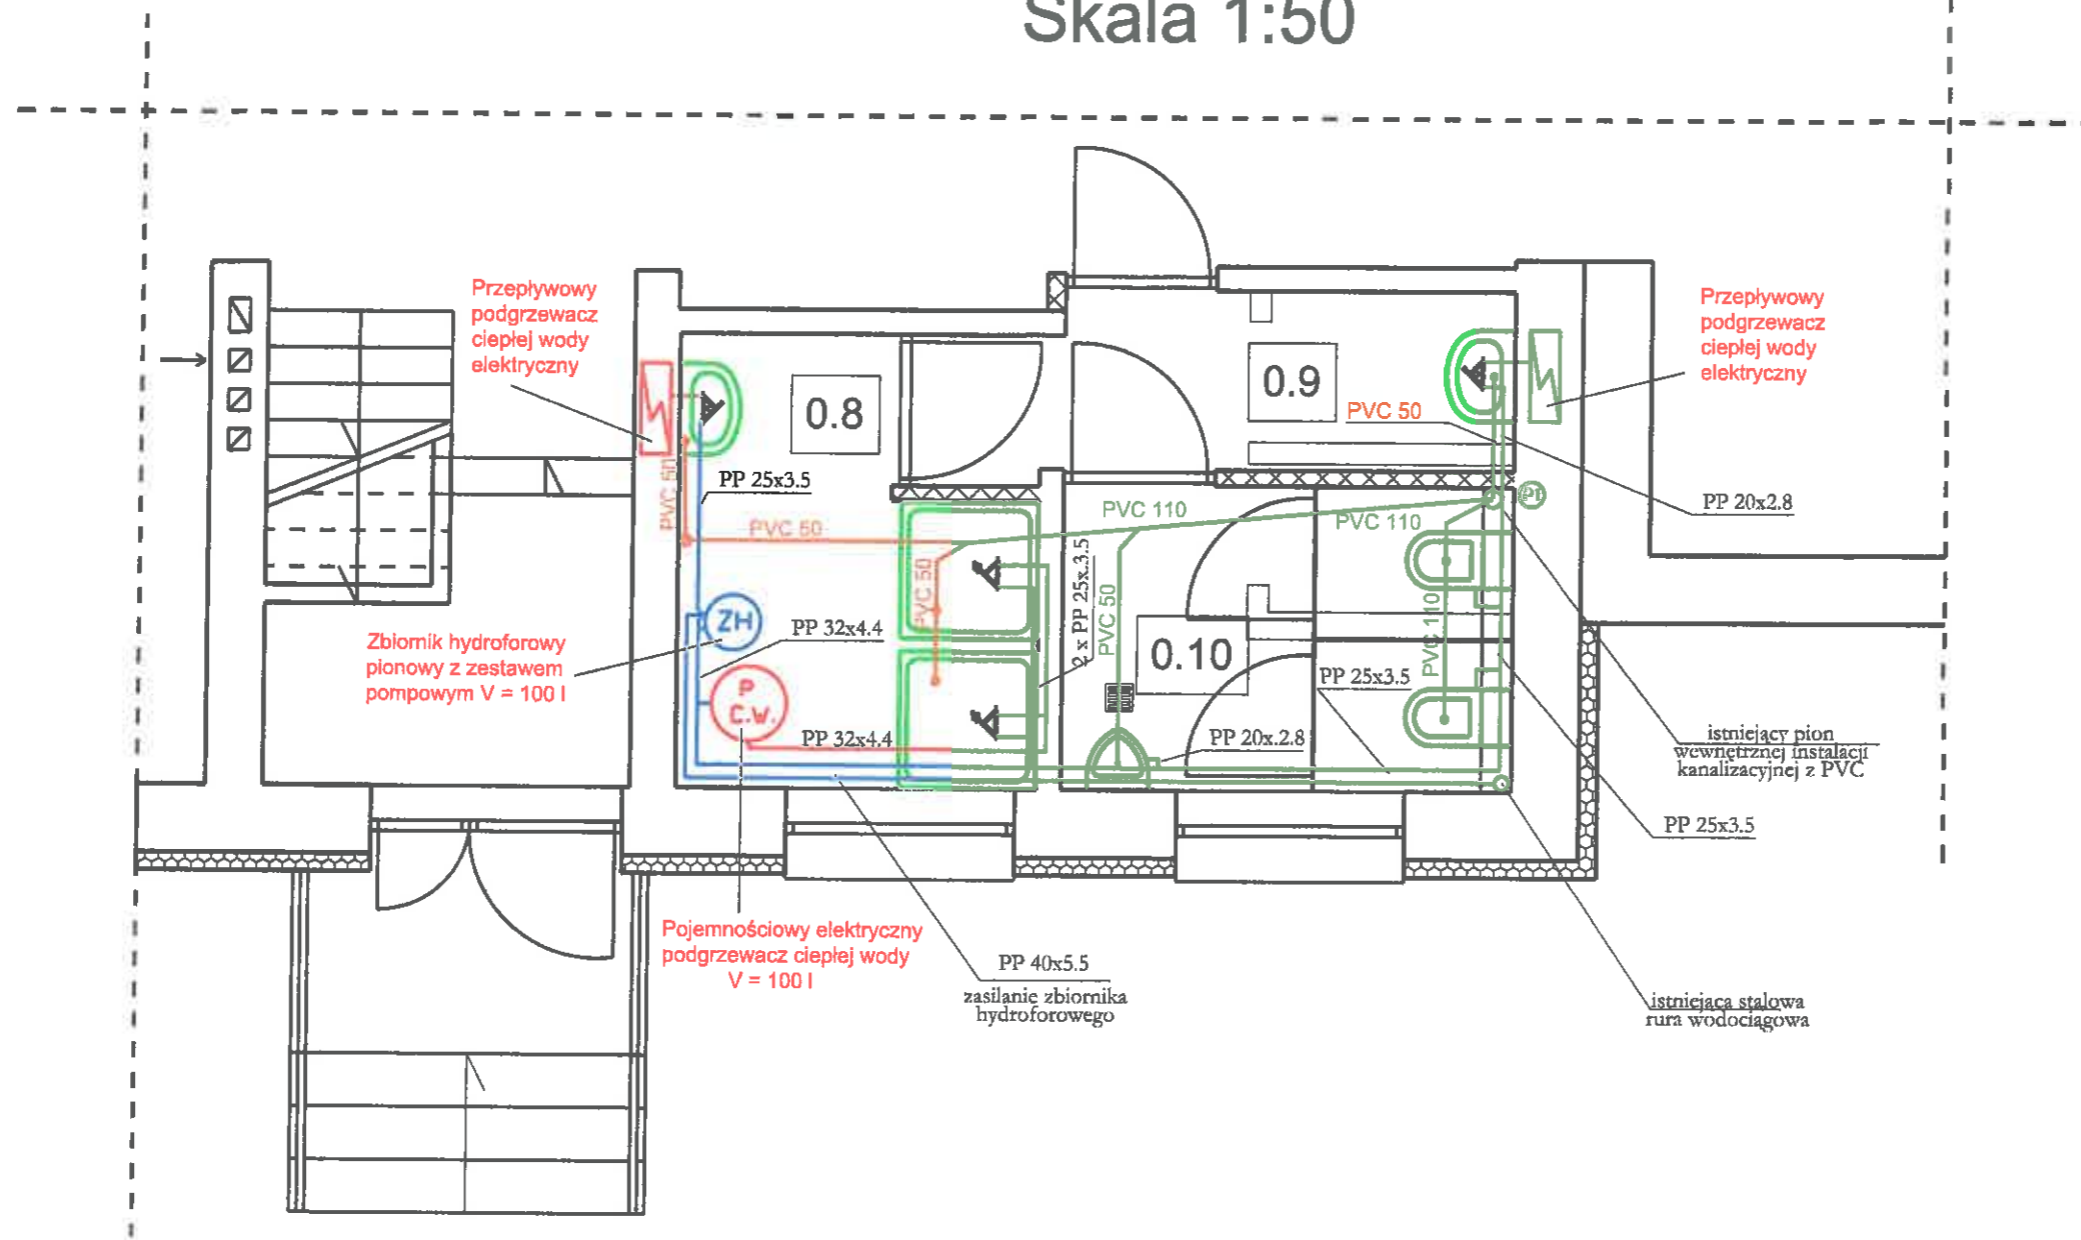 Skala 1:50
Przepływowy
podgrzewacz
ciepłej wody
elektryczny
Przepływowy
podgrzewacz
ciepłej wody
elektryczny
0.8
0.9
PVC 50
PP 25x3.5
PVC 50
PVC 50
PVC 110
PVC 110
PP 20x2.8
PVC 50
2 x PP 25x.3.5
PVC 50
0.10
PVC 110
ZH
PP 32x4.4
Zbiornik hydroforowy
pionowy z zestawem
pompowym V = 100 l
P
C.W.
PP 32x4.4
PP 20x.2.8
PP 25x3.5
istniejący pion
wewnętrznej instalacji
kanalizacyjnej z PVC
PP 25x3.5
Pojemnościowy elektryczny
podgrzewacz ciepłej wody
V = 100 l
PP 40x5.5
zasilanie zbiornika
hydroforowego
istniejąca stalowa
rura wodociągowa